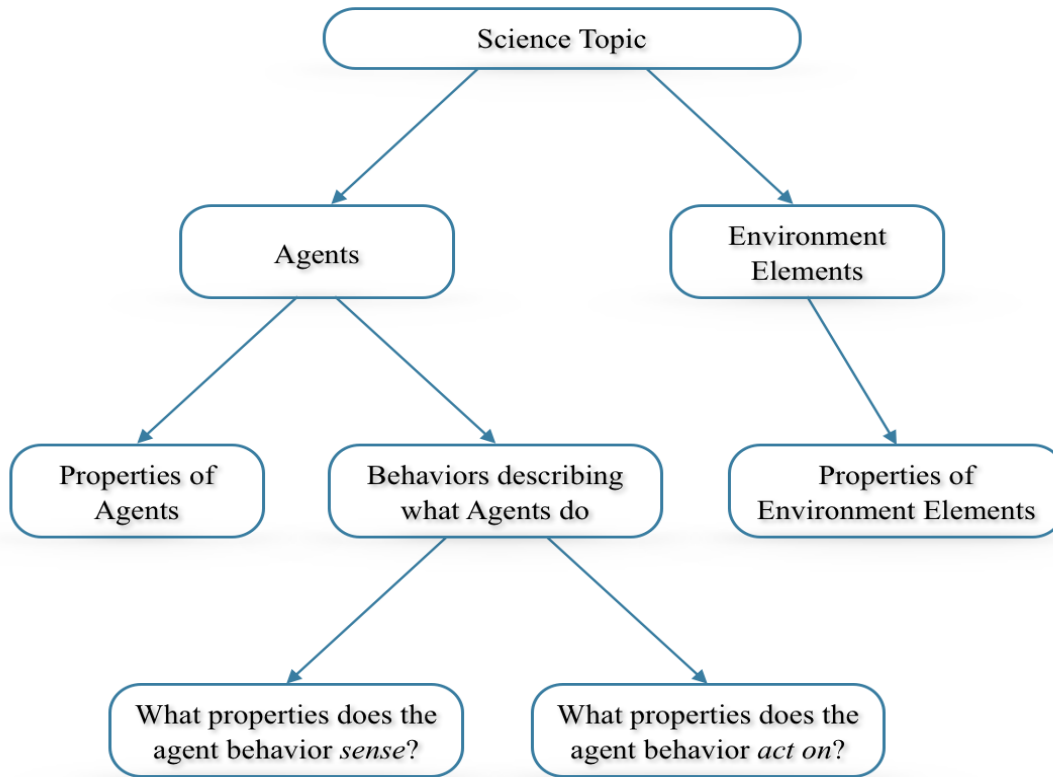 Science Topic
Agents
Environment
Elements
Properties of
Agents
Behaviors describing
what Agents do
Properties of
Environment Elements
What properties does the
agent behavior sense?
What properties does the
agent behavior act on?